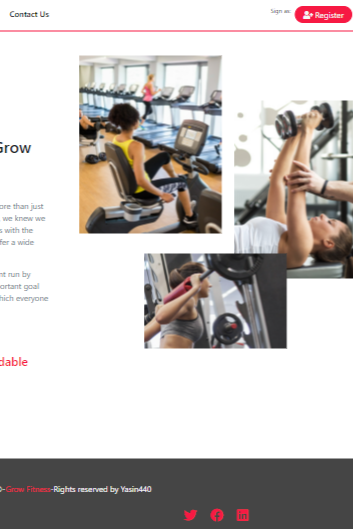 Contact Us
Sign as:
Register
Grow
ore than just
we knew we
s with the
fer a wide
nt run by
ortant goal
hich everyone
dable
-Grow Fitness-Rights reserved by Yasin440